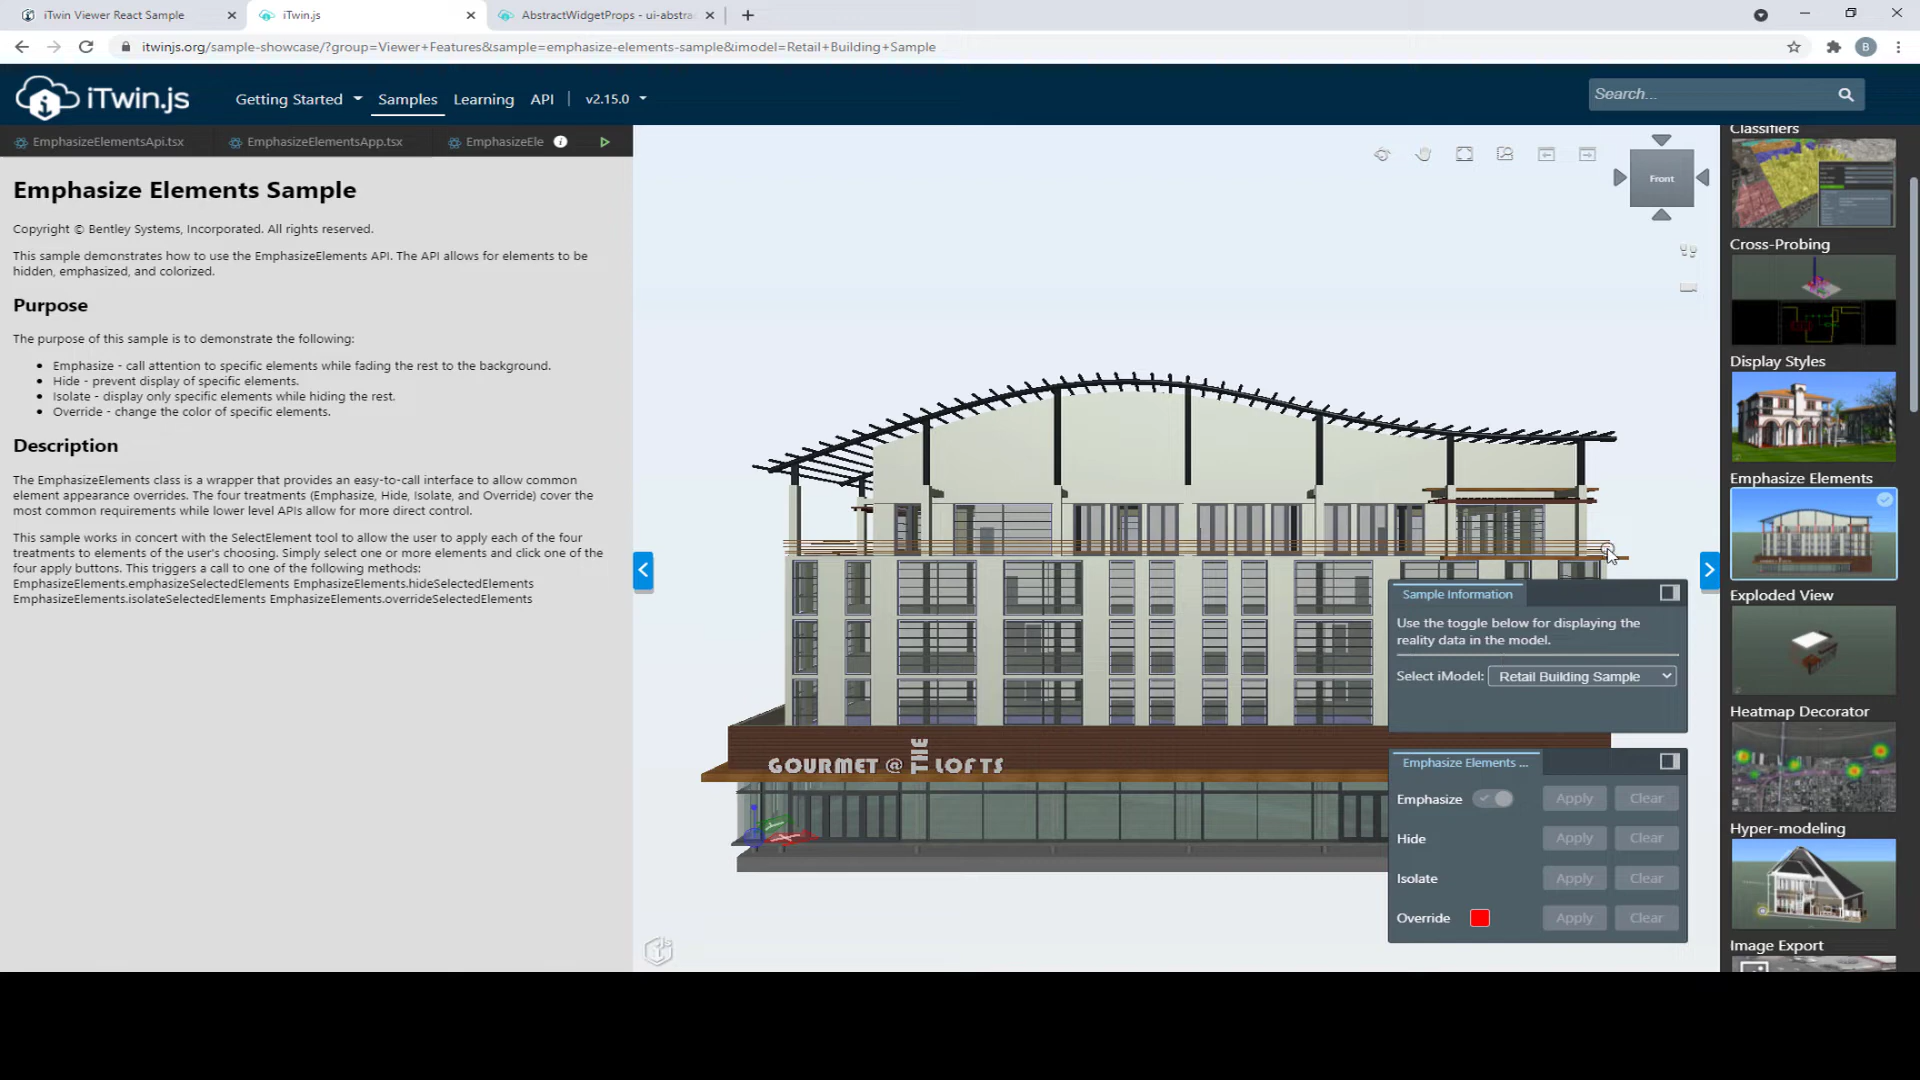 iTwin Viewer React Sample
iTwin.js
AbstractWidgetProps - ui-abstra
itwinjs.org/sample-showcase/?group=Viewer+Features&sample=emphasize-elements-sample&imodel=Retail+Building+Sample
B
iTwin.js
Getting Started
Samples
Learning
API
v2.15.0
Search...
EmphasizeElementsApi.tsx
EmphasizeElementsApp.tsx
EmphasizeEle
Emphasize Elements Sample
Copyright © Bentley Systems, Incorporated. All rights reserved.
This sample demonstrates how to use the EmphasizeElements API. The API allows for elements to be
hidden, emphasized, and colorized.
Purpose
The purpose of this sample is to demonstrate the following:
• Emphasize - call attention to specific elements while fading the rest to the background.
• Hide - prevent display of specific elements.
• Isolate - display only specific elements while hiding the rest.
• Override - change the color of specific elements.
Description
The EmphasizeElements class is a wrapper that provides an easy-to-call interface to allow common
element appearance overrides. The four treatments (Emphasize, Hide, Isolate, and Override) cover the
most common requirements while lower level APIs allow for more direct control.
This sample works in concert with the SelectElement tool to allow the user to apply each of the four
treatments to elements of the user's choosing. Simply select one or more elements and click one of the
four apply buttons. This triggers a call to one of the following methods:
EmphasizeElements.emphasizeSelectedElements EmphasizeElements.hideSelectedElements
EmphasizeElements.isolateSelectedElements EmphasizeElements.overrideSelectedElements
Front
GOURMET @ THE LOFTS
Sample Information
Use the toggle below for displaying the
reality data in the model.
Select iModel: Retail Building Sample
Emphasize Elements ...
Emphasize Apply Clear
Hide Apply Clear
Isolate Apply Clear
Override Apply Clear
Classifiers
Cross-Probing
Display Styles
Emphasize Elements
Exploded View
Heatmap Decorator
Hyper-modeling
Image Export